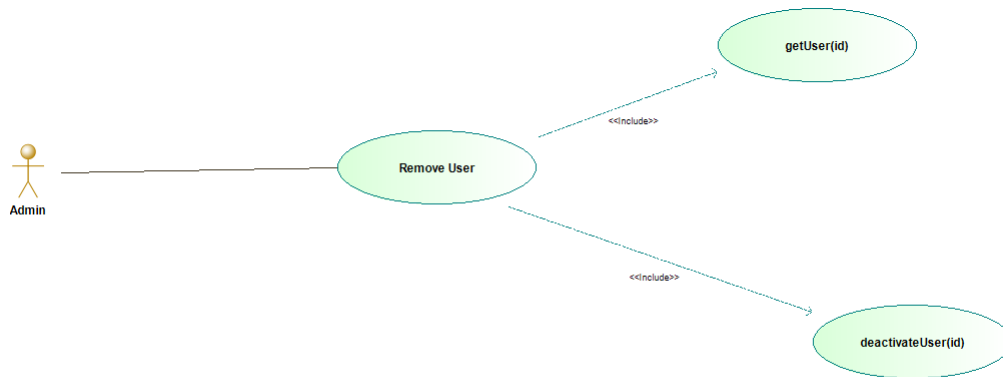 getUser(id)
<<Include>>
Remove User
Admin
<<Include>>
deactivateUser(id)